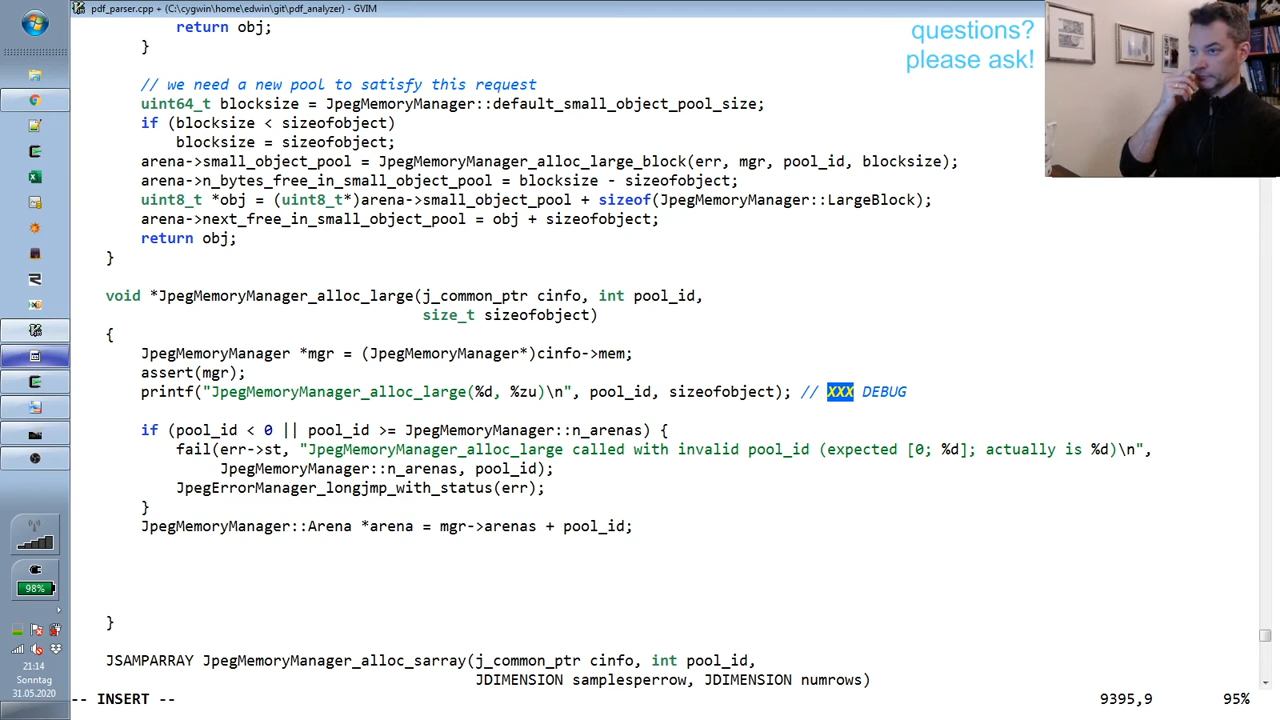 pdf_parser.cpp + (C:\cygwin\home\edwin\git\pdf_analyzer) - GVIM
questions?
please ask!
return obj;
}
// we need a new pool to satisfy this request
uint64_t blocksize = JpegMemoryManager::default_small_object_pool_size;
if (blocksize < sizeofobject)
blocksize = sizeofobject;
arena->small_object_pool = JpegMemoryManager_alloc_large_block(err, mgr, pool_id, blocksize);
arena->n_bytes_free_in_small_object_pool = blocksize - sizeofobject;
uint8_t *obj = (uint8_t*)arena->small_object_pool + sizeof(JpegMemoryManager::LargeBlock);
arena->next_free_in_small_object_pool = obj + sizeofobject;
return obj;
}
void *JpegMemoryManager_alloc_large(j_common_ptr cinfo, int pool_id,
size_t sizeofobject)
{
JpegMemoryManager *mgr = (JpegMemoryManager*)cinfo->mem;
assert(mgr);
printf("JpegMemoryManager_alloc_large(%d, %zu)\n", pool_id, sizeofobject); // XXX DEBUG
if (pool_id < 0 || pool_id >= JpegMemoryManager::n_arenas) {
fail(err->st, "JpegMemoryManager_alloc_large called with invalid pool_id (expected [0; %d]; actually is %d)\n",
JpegMemoryManager::n_arenas, pool_id);
JpegErrorManager_longjmp_with_status(err);
}
JpegMemoryManager::Arena *arena = mgr->arenas + pool_id;
}
JSAMPARRAY JpegMemoryManager_alloc_sarray(j_common_ptr cinfo, int pool_id,
JDIMENSION samplesperrow, JDIMENSION numrows)
-- INSERT -- 9395,9 95%
98%
21:14
Sonntag
31.05.2020